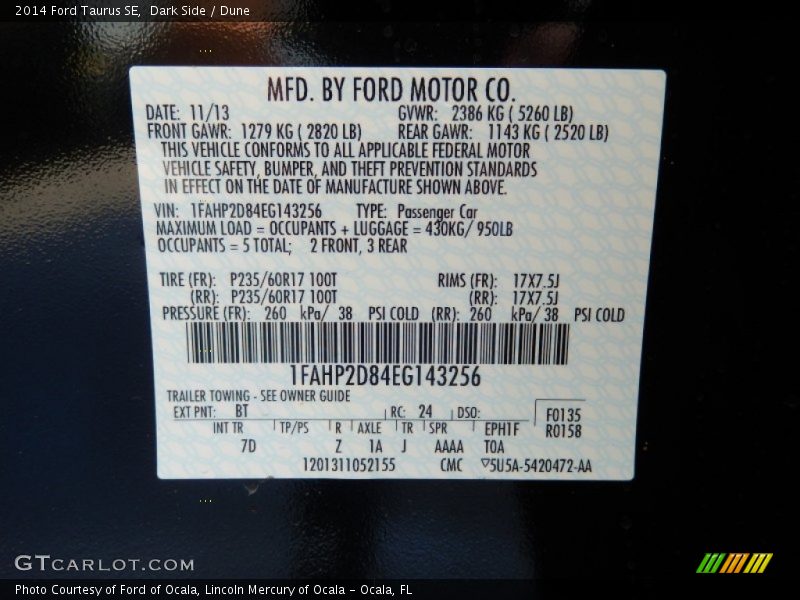 2014 Ford Taurus SE, Dark Side / Dune
MFD. BY FORD MOTOR CO.
DATE: 11/13 GVWR: 2386 KG ( 5260 LB)
FRONT GAWR: 1279 KG ( 2820 LB) REAR GAWR: 1143 KG ( 2520 LB)
THIS VEHICLE CONFORMS TO ALL APPLICABLE FEDERAL MOTOR
VEHICLE SAFETY, BUMPER, AND THEFT PREVENTION STANDARDS
IN EFFECT ON THE DATE OF MANUFACTURE SHOWN ABOVE.
VIN: 1FAHP2D84EG143256 TYPE: Passenger Car
MAXIMUM LOAD = OCCUPANTS + LUGGAGE = 430KG/ 950LB
OCCUPANTS = 5 TOTAL; 2 FRONT, 3 REAR
TIRE (FR): P235/60R17 100T RIMS (FR): 17X7.5J
(RR): P235/60R17 100T (RR): 17X7.5J
PRESSURE (FR): 260 kPa/ 38 PSI COLD (RR): 260 kPa/ 38 PSI COLD
1FAHP2D84EG143256
TRAILER TOWING - SEE OWNER GUIDE
EXT PNT: BT RC: 24 DSO: F0135
INT TR TP/PS R AXLE TR SPR EPH1F R0158
7D Z 1A J AAAA TOA
1201311052155 CMC ▽5U5A-5420472-AA
GTCARLOT.COM
Photo Courtesy of Ford of Ocala, Lincoln Mercury of Ocala - Ocala, FL